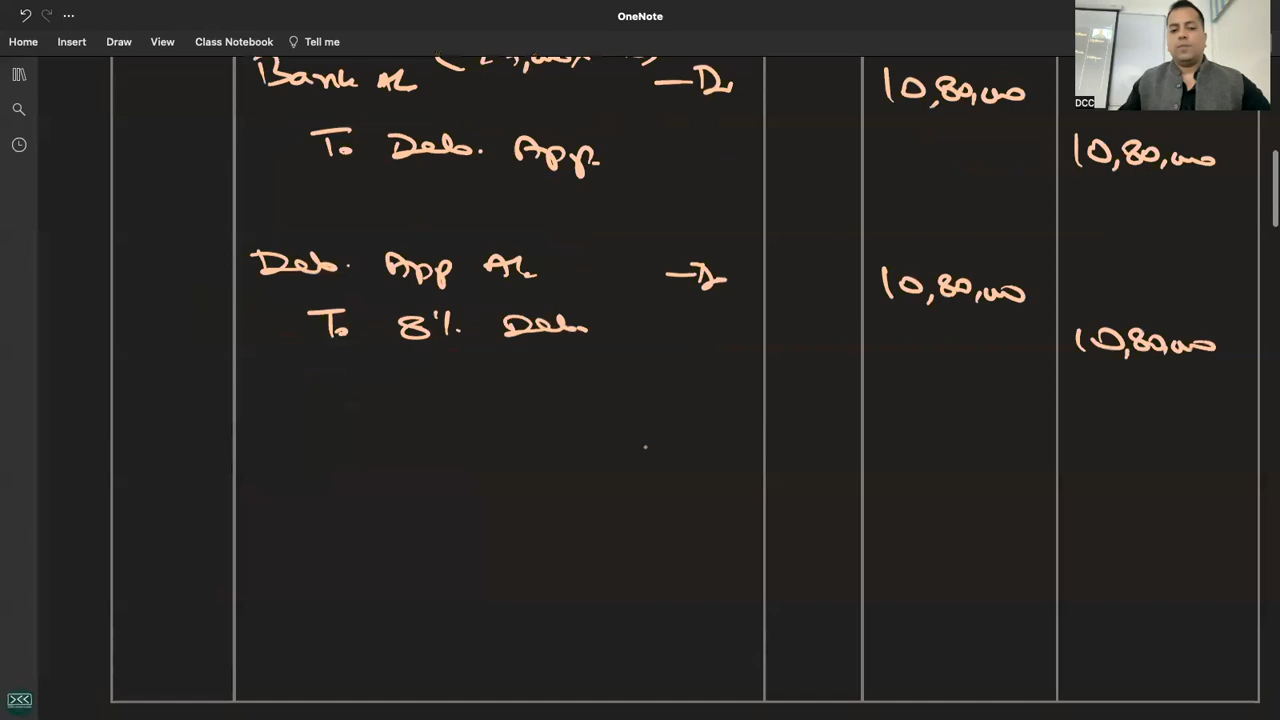 OneNote
Home Insert Draw View Class Notebook Tell me
DCC
Bank A/c — Dr 10,80,000
To Deb. App. 10,80,000
Deb. App A/c — Dr 10,80,000
To 8% Deb. 10,80,000